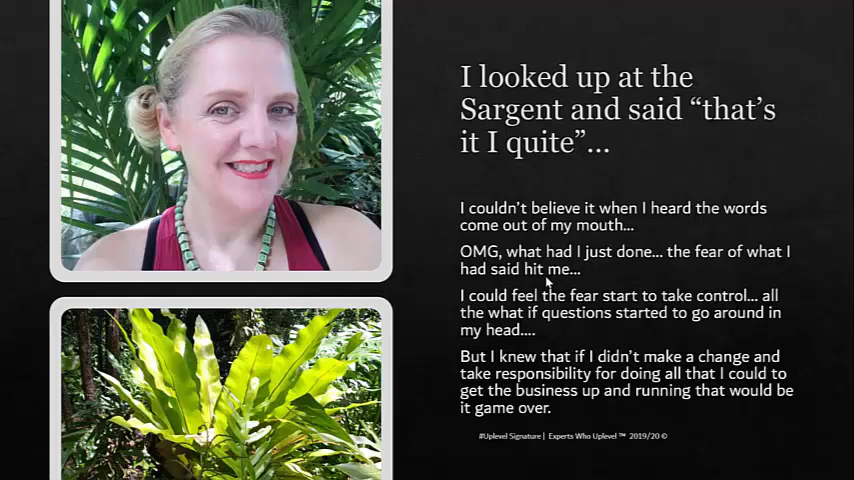 I looked up at the
Sargent and said “that’s
it I quite”...
I couldn’t believe it when I heard the words
come out of my mouth...
OMG, what had I just done... the fear of what I
had said hit me...
I could feel the fear start to take control... all
the what if questions started to go around in
my head....
But I knew that if I didn’t make a change and
take responsibility for doing all that I could to
get the business up and running that would be
it game over.
#Uplevel Signature | Experts Who Uplevel ™ 2019/20 ©